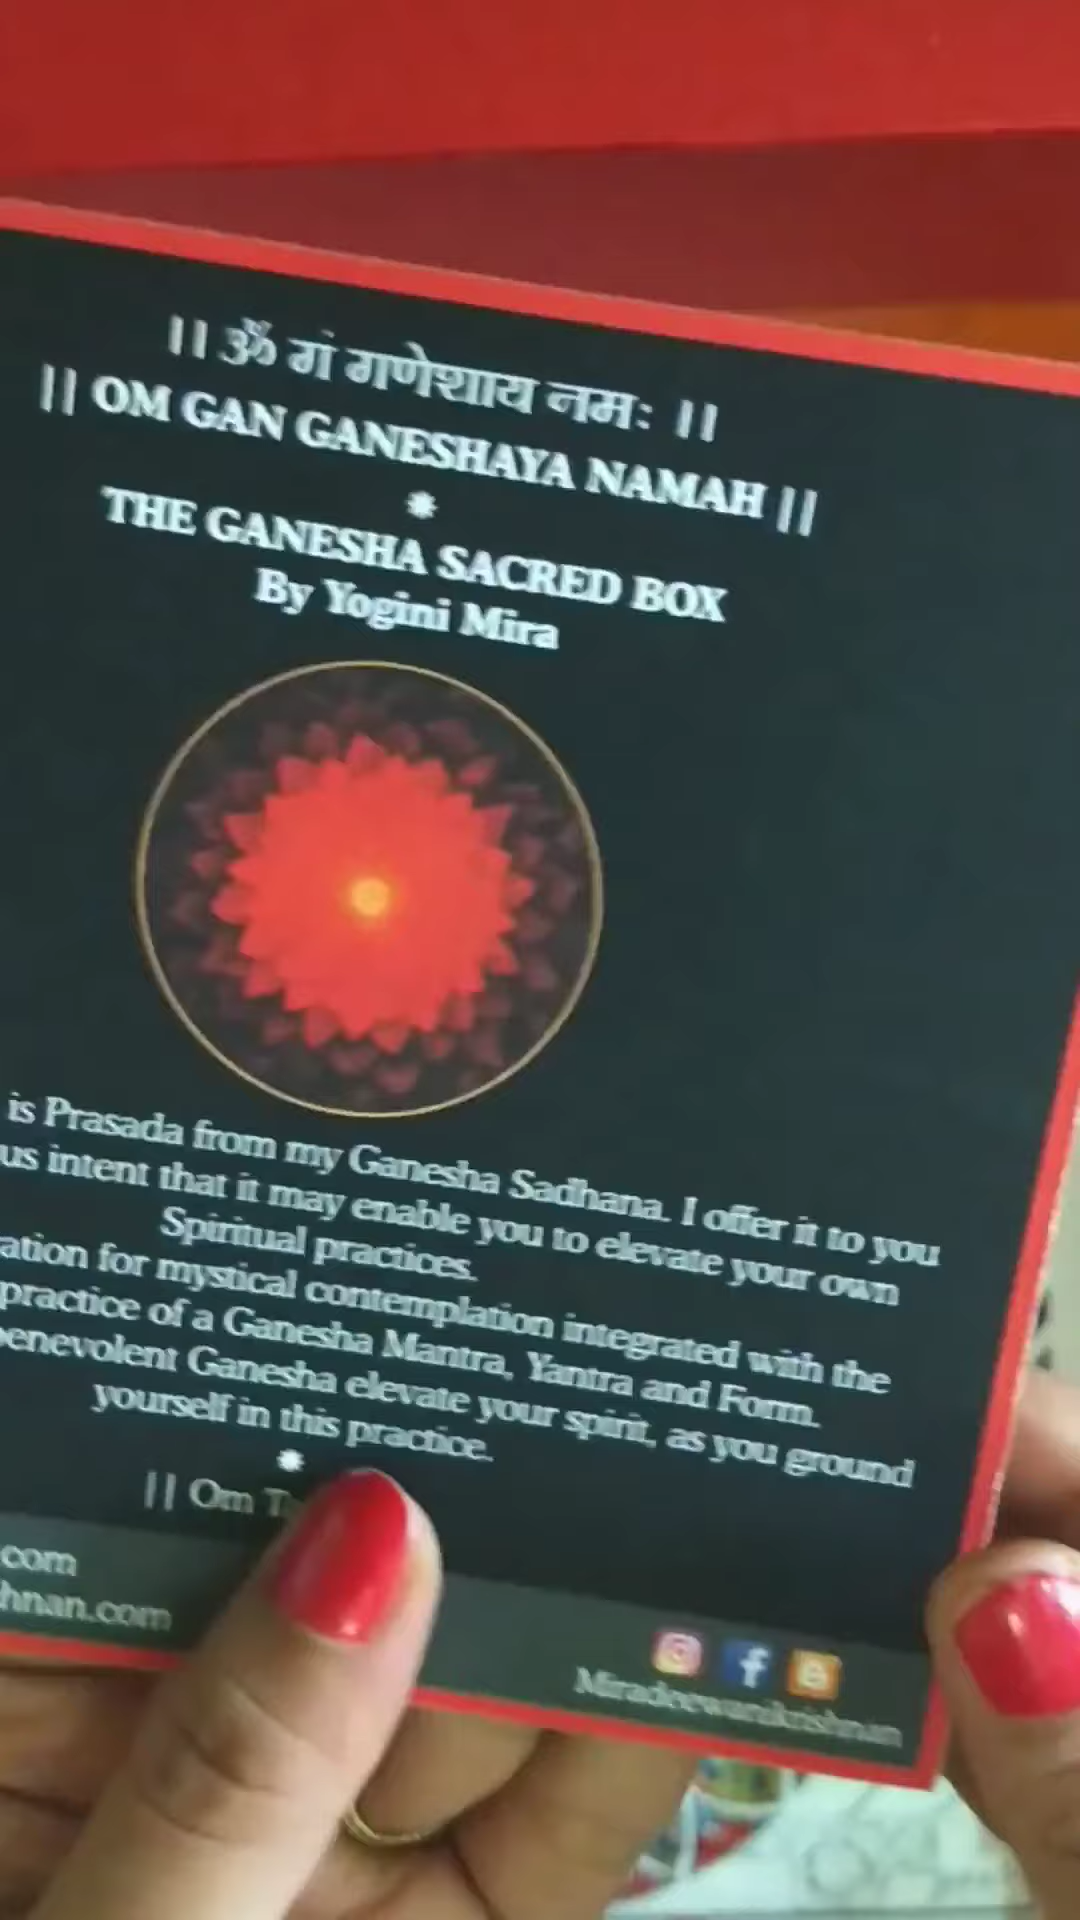 || ॐ गं गणेशाय नमः ||
|| OM GAN GANESHAYA NAMAH ||
THE GANESHA SACRED BOX
By Yogini Mira
is Prasada from my Ganesha Sadhana. I offer it to you
us intent that it may enable you to elevate your own
Spiritual practices.
ation for mystical contemplation integrated with the
practice of a Ganesha Mantra, Yantra and Form.
benevolent Ganesha elevate your spirit, as you ground
yourself in this practice.
|| Om
.com
hnan.com
Miradeewanikrishnan